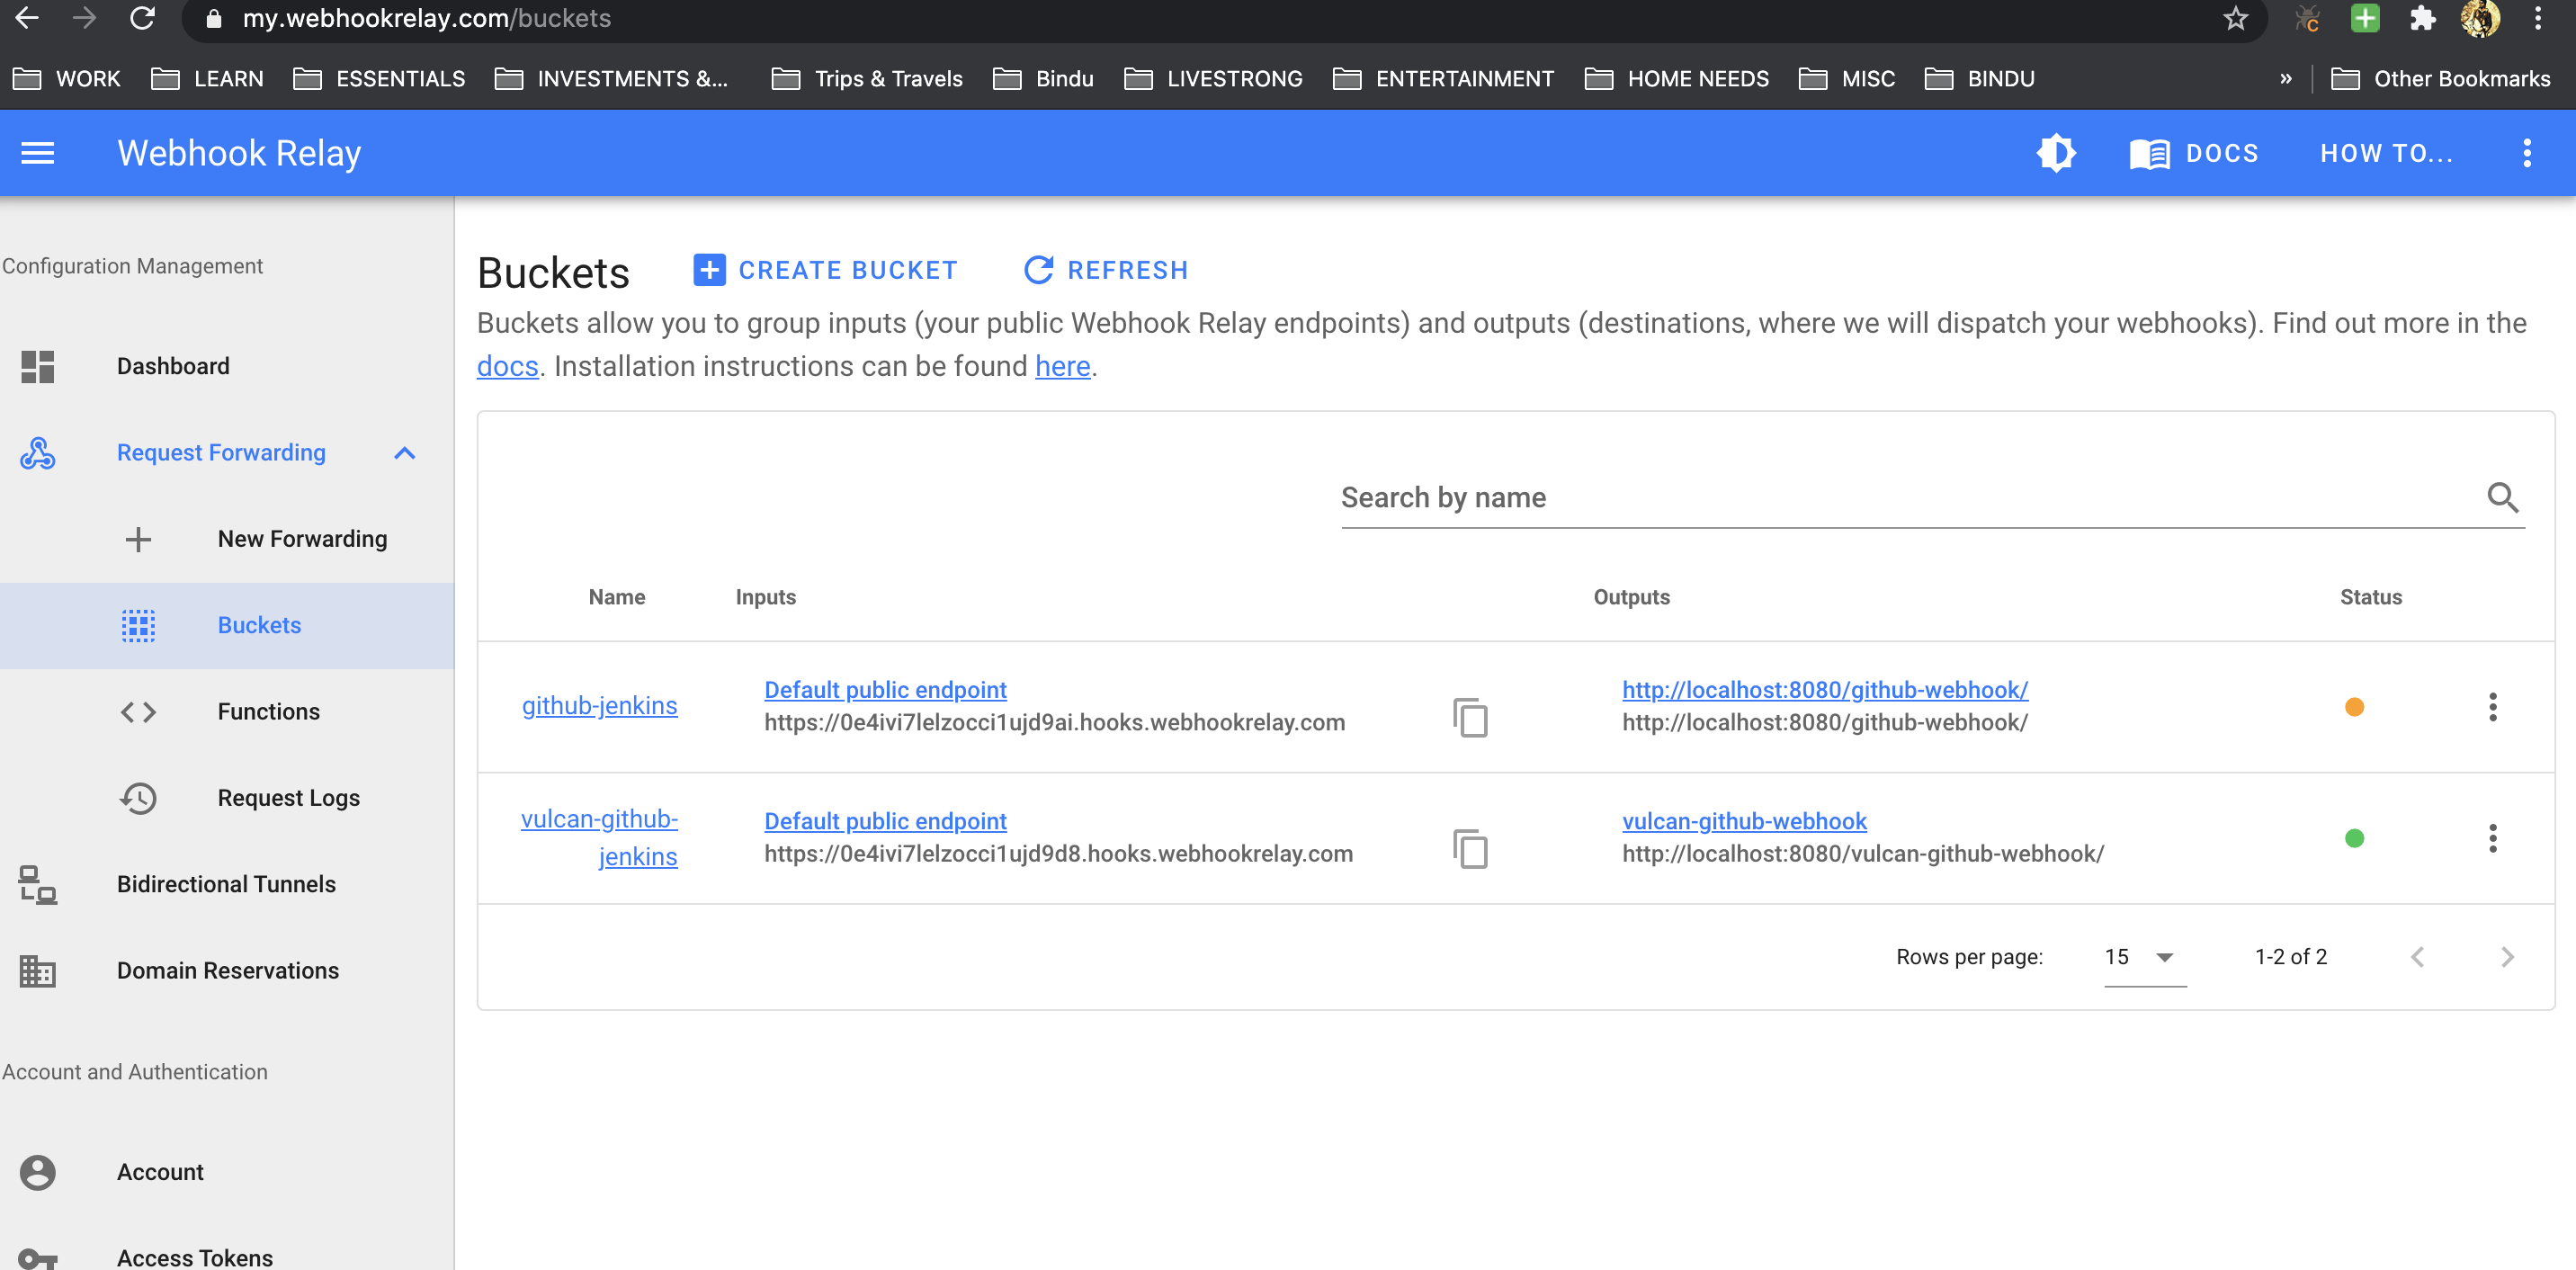 my.webhookrelay.com/buckets
WORK LEARN ESSENTIALS INVESTMENTS &... Trips & Travels Bindu LIVESTRONG ENTERTAINMENT HOME NEEDS MISC BINDU » Other Bookmarks
Webhook Relay DOCS HOW TO...
Configuration Management
Dashboard
Request Forwarding
New Forwarding
Buckets
Functions
Request Logs
Bidirectional Tunnels
Domain Reservations
Account and Authentication
Account
Access Tokens
Buckets CREATE BUCKET REFRESH
Buckets allow you to group inputs (your public Webhook Relay endpoints) and outputs (destinations, where we will dispatch your webhooks). Find out more in the
docs. Installation instructions can be found here.
Search by name
Name Inputs Outputs Status
github-jenkins
Default public endpoint
https://0e4ivi7lelzocci1ujd9ai.hooks.webhookrelay.com
http://localhost:8080/github-webhook/
http://localhost:8080/github-webhook/
vulcan-github-
jenkins
Default public endpoint
https://0e4ivi7lelzocci1ujd9d8.hooks.webhookrelay.com
vulcan-github-webhook
http://localhost:8080/vulcan-github-webhook/
Rows per page: 15 1-2 of 2